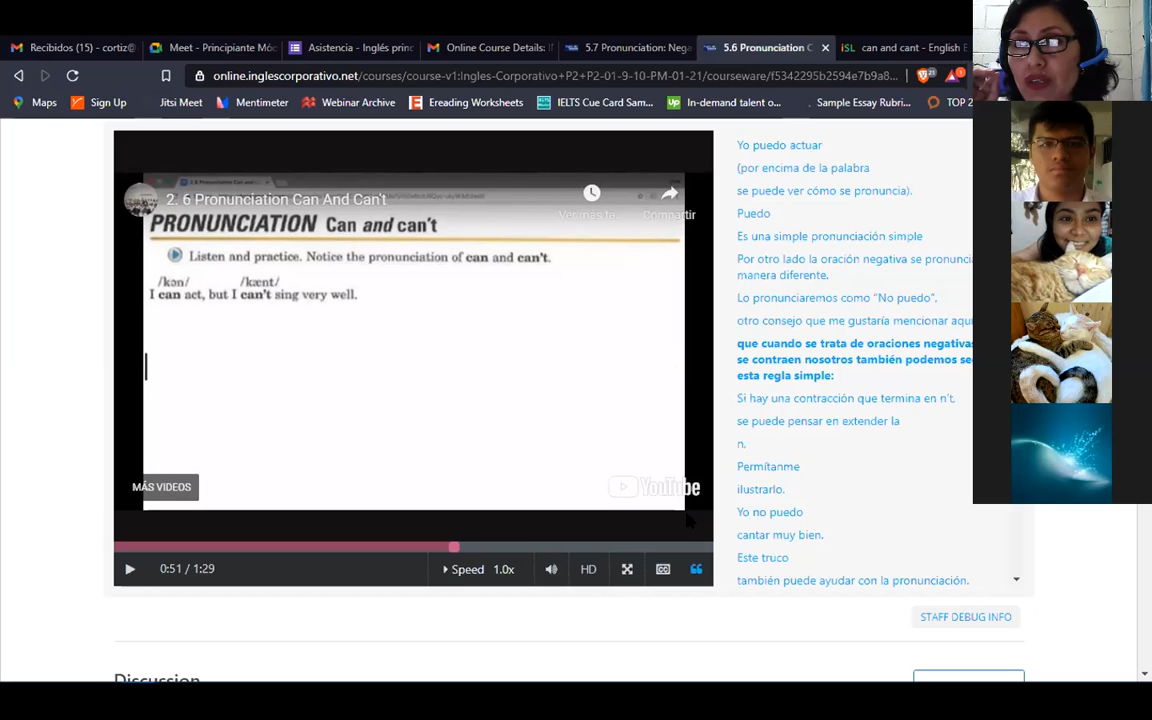 Recibidos (15) - cortiz@
Meet - Principiante Mód
Asistencia - Inglés prin
Online Course Details: I
5.7 Pronunciation: Nega
5.6 Pronunciation C
can and cant - English E
online.inglescorporativo.net/courses/course-v1:Ingles-Corporativo+P2+P2-01-9-10-PM-01-21/courseware/f5342295b2594e7b9a8...
Maps
Sign Up
Jitsi Meet
Mentimeter
Webinar Archive
Ereading Worksheets
IELTS Cue Card Sam...
In-demand talent o...
Sample Essay Rubri...
TOP 2
2. 6 Pronunciation Can And Can't
Ver más ta
Compartir
PRONUNCIATION Can and can't
Listen and practice. Notice the pronunciation of can and can't.
/kən/ /kænt/
I can act, but I can't sing very well.
MÁS VIDEOS
YouTube
0:51 / 1:29
Speed 1.0x
HD
Yo puedo actuar
(por encima de la palabra
se puede ver cómo se pronuncia).
Puedo
Es una simple pronunciación simple
Por otro lado la oración negativa se pronuncia
manera diferente.
Lo pronunciaremos como “No puedo”,
otro consejo que me gustaría mencionar aquí
que cuando se trata de oraciones negativas
se contraen nosotros también podemos se
esta regla simple:
Si hay una contracción que termina en n't,
se puede pensar en extender la
n.
Permítanme
ilustrarlo.
Yo no puedo
cantar muy bien.
Este truco
también puede ayudar con la pronunciación.
STAFF DEBUG INFO
Discussion